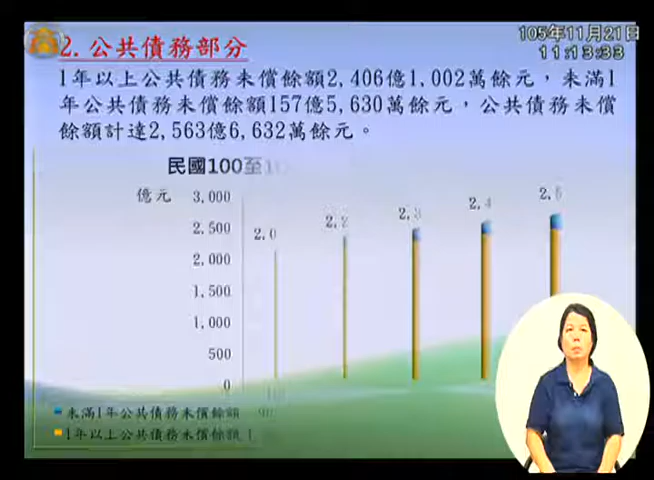 2. 公共債務部分
105年11月21日
11:13:33
1年以上公共債務未償餘額2,406億1,002萬餘元，未滿1
年公共債務未償餘額157億5,630萬餘元，公共債務未償
餘額計達2,563億6,632萬餘元。
民國100至
億元
3,000
2,500
2,000
1,500
1,000
500
0
2,0
2,2
2,3
2,4
2,5
未滿1年公共債務未償餘額
1年以上公共債務未償餘額